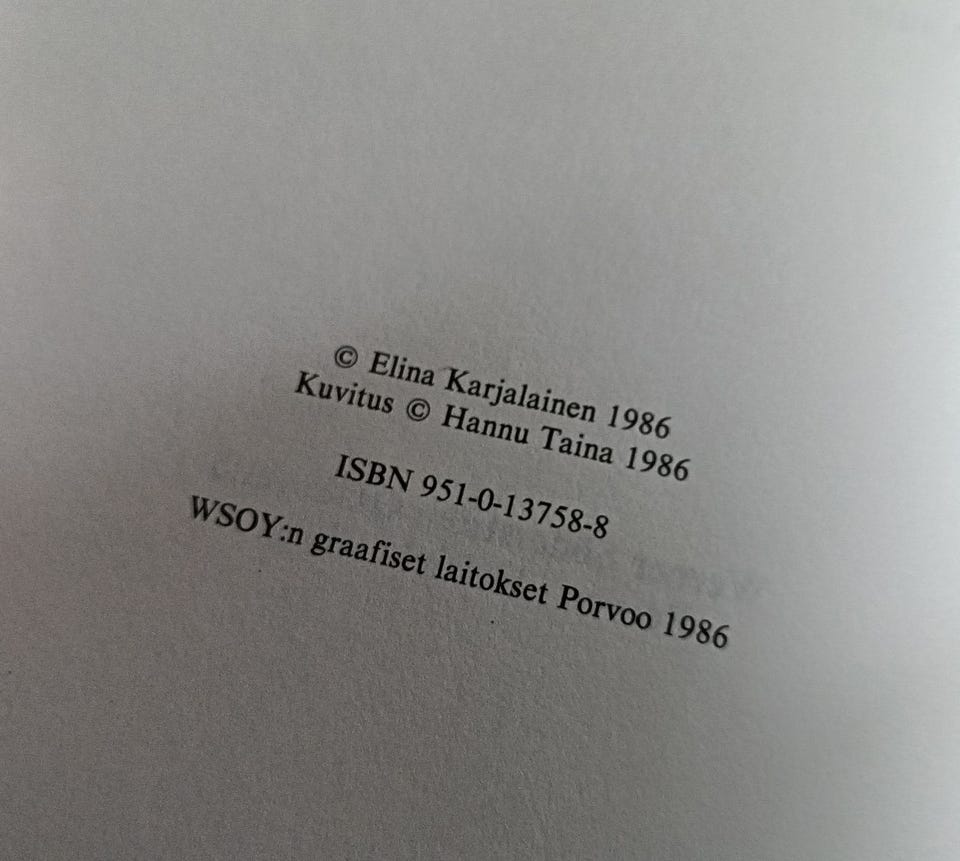 © Elina Karjalainen 1986
Kuvitus © Hannu Taina 1986
ISBN 951-0-13758-8
WSOY:n graafiset laitokset Porvoo 1986